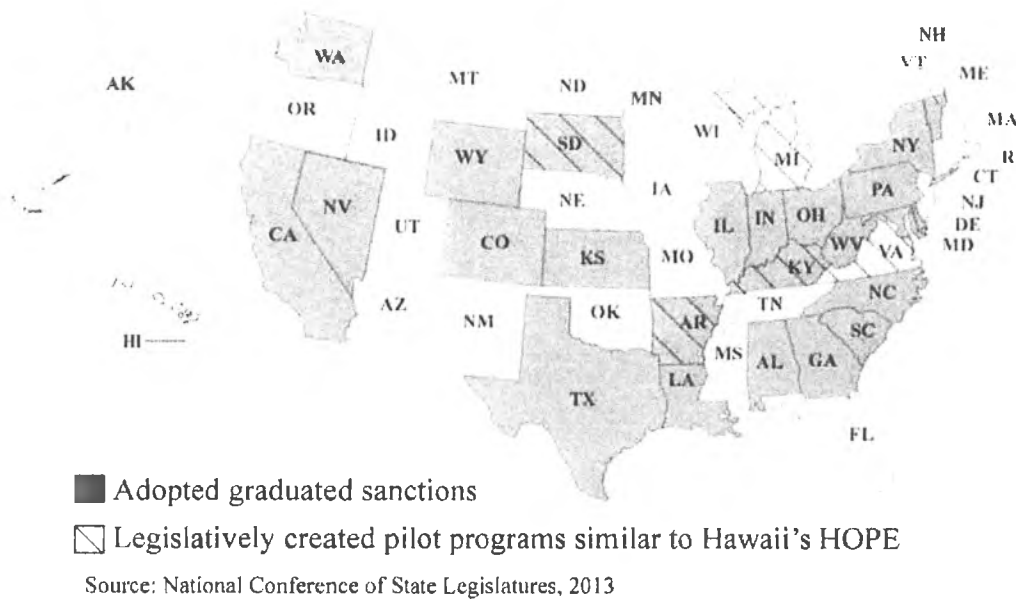 NH
VT
ME
WA
MT
ND
MN
AK
OR
MA
WI
ID
SD
NY
MI
R
WY
CT
IA
PA
NE
NJ
NV
IL
IN
OH
DE
UT
WV
MD
CA
CO
VA
KS
MO
KY
NC
TN
AZ
OK
NM
AR
SC
HI
MS
AL
GA
LA
TX
FL
Adopted graduated sanctions
Legislatively created pilot programs similar to Hawaii's HOPE
Source: National Conference of State Legislatures, 2013